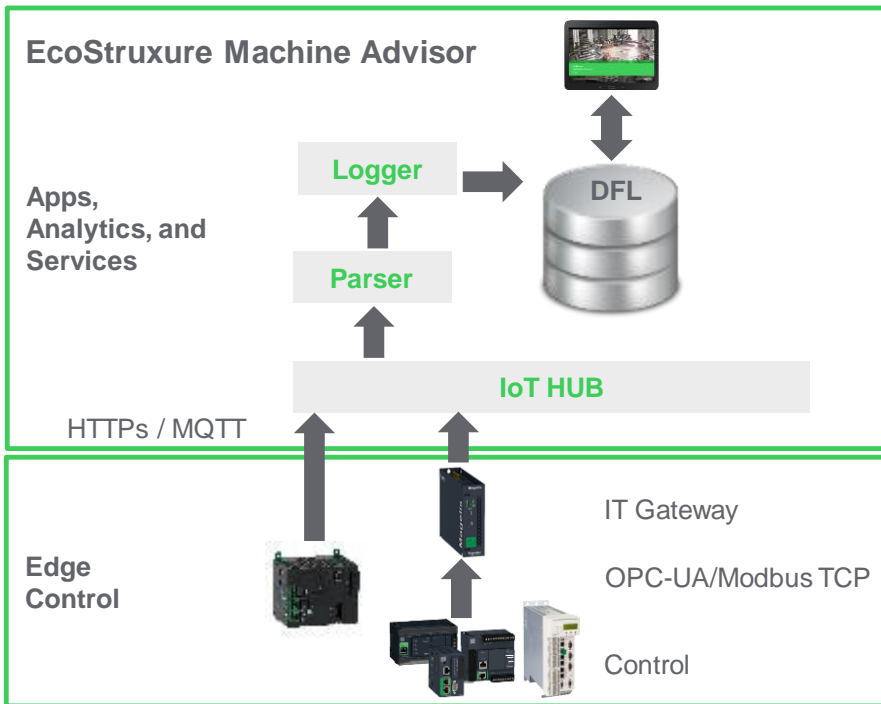 EcoStruxure Machine Advisor
Logger
DFL
Apps,
Analytics, and
Services
Parser
IoT HUB
HTTPs / MQTT
Magelis
IT Gateway
Edge
Control
OPC-UA/Modbus TCP
Control